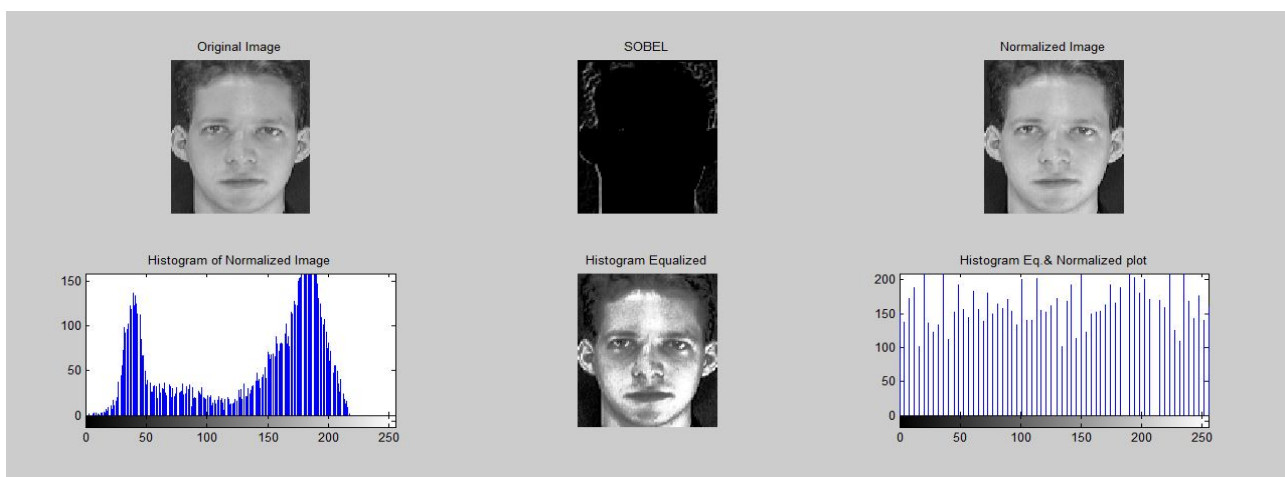 Original Image
SOBEL
Normalized Image
Histogram of Normalized Image
150
100
50
0
0 50 100 150 200 250
Histogram Equalized
Histogram Eq.& Normalized plot
200
150
100
50
0
0 50 100 150 200 250